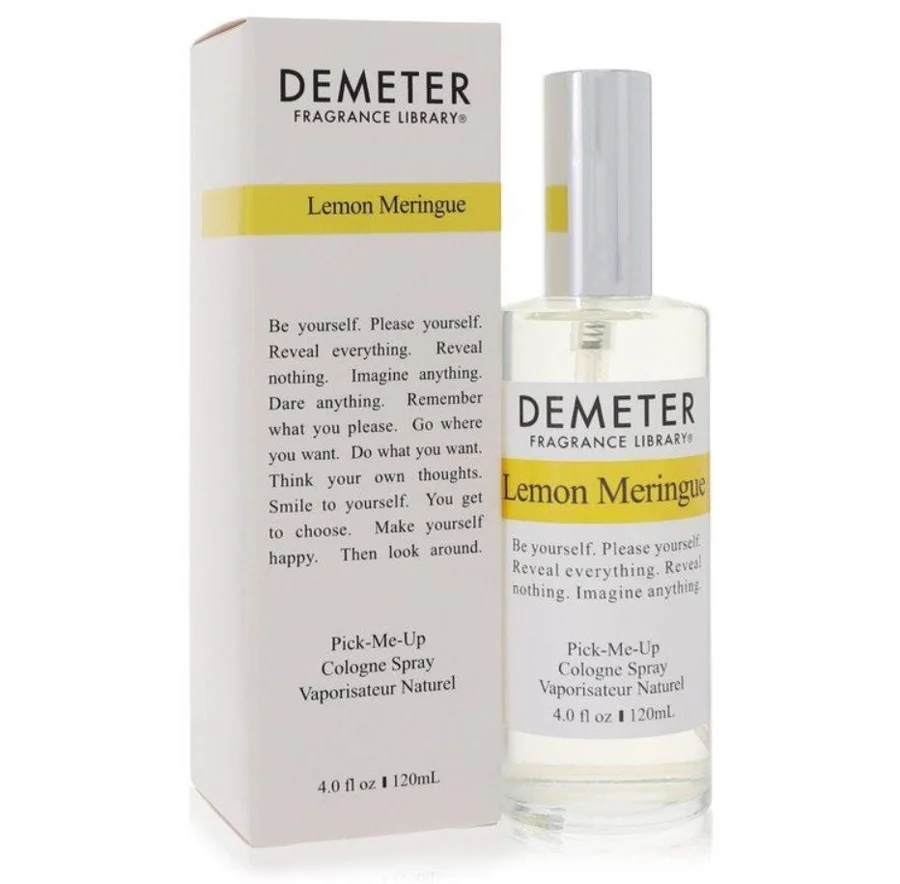 DEMETER
FRAGRANCE LIBRARY®
Lemon Meringue
Be yourself. Please yourself.
Reveal everything. Reveal
nothing. Imagine anything.
Dare anything. Remember
what you please. Go where
you want. Do what you want.
Think your own thoughts.
Smile to yourself. You get
to choose. Make yourself
happy. Then look around.
Pick-Me-Up
Cologne Spray
Vaporisateur Naturel
4.0 fl oz ▮ 120mL
DEMETER
FRAGRANCE LIBRARY®
Lemon Meringue
Be yourself. Please yourself.
Reveal everything. Reveal
nothing. Imagine anything.
Pick-Me-Up
Cologne Spray
Vaporisateur Naturel
4.0 fl oz ▮ 120mL